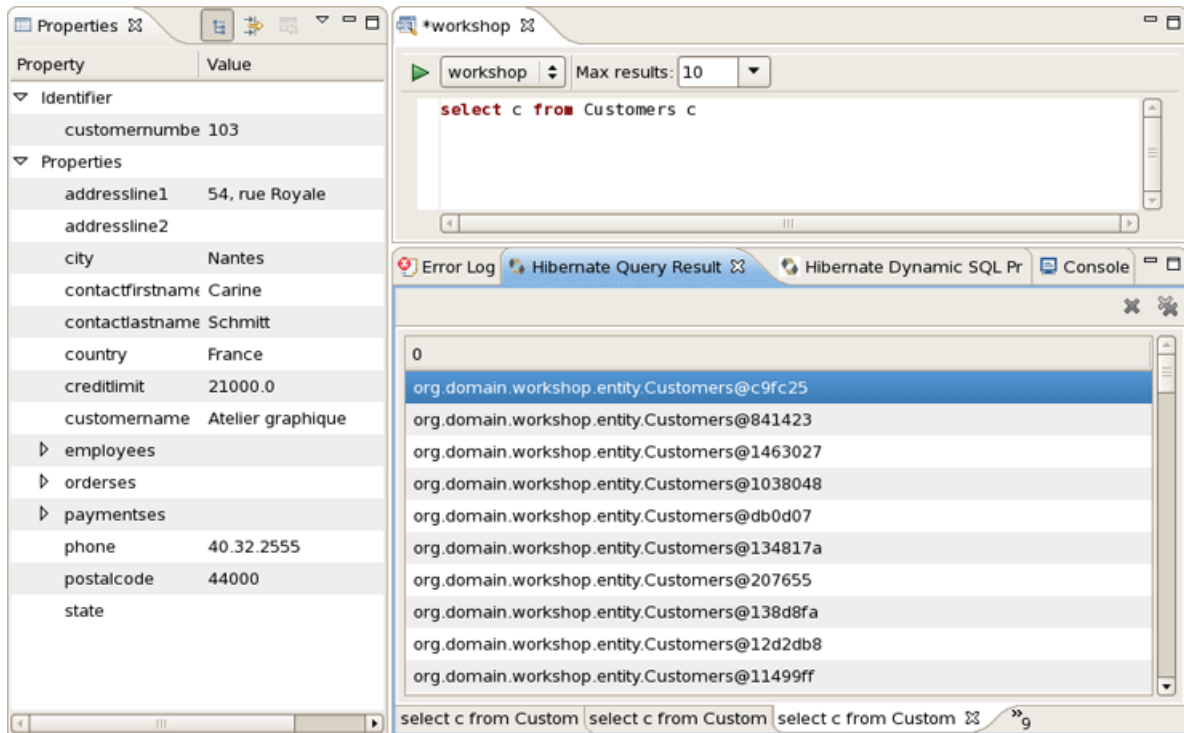 Properties
Property Value
Identifier
customernumbe 103
Properties
addressline1 54, rue Royale
addressline2
city Nantes
contactfirstname Carine
contactlastname Schmitt
country France
creditlimit 21000.0
customername Atelier graphique
employees
orderses
paymentses
phone 40.32.2555
postalcode 44000
state
*workshop
workshop Max results: 10
select c from Customers c
Error Log Hibernate Query Result Hibernate Dynamic SQL Pr Console
0
org.domain.workshop.entity.Customers@c9fc25
org.domain.workshop.entity.Customers@841423
org.domain.workshop.entity.Customers@1463027
org.domain.workshop.entity.Customers@1038048
org.domain.workshop.entity.Customers@db0d07
org.domain.workshop.entity.Customers@134817a
org.domain.workshop.entity.Customers@207655
org.domain.workshop.entity.Customers@138d8fa
org.domain.workshop.entity.Customers@12d2db8
org.domain.workshop.entity.Customers@11499ff
select c from Custom select c from Custom select c from Custom »9